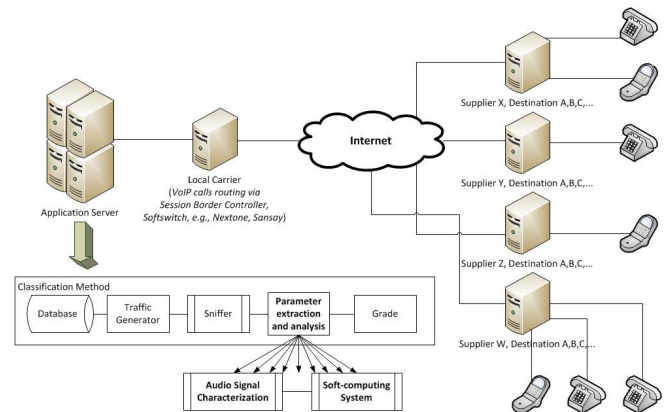 Internet
Supplier X, Destination A,B,C,...
Supplier Y, Destination A,B,C,...
Supplier Z, Destination A,B,C,...
Supplier W, Destination A,B,C,...
Application Server
Local Carrier
(VoIP calls routing via
Session Border Controller,
Softswitch, e.g., Nextone, Sansay)
Classification Method
Database
Traffic
Generator
Sniffer
Parameter
extraction
and analysis
Grade
Audio Signal
Characterization
Soft-computing
System